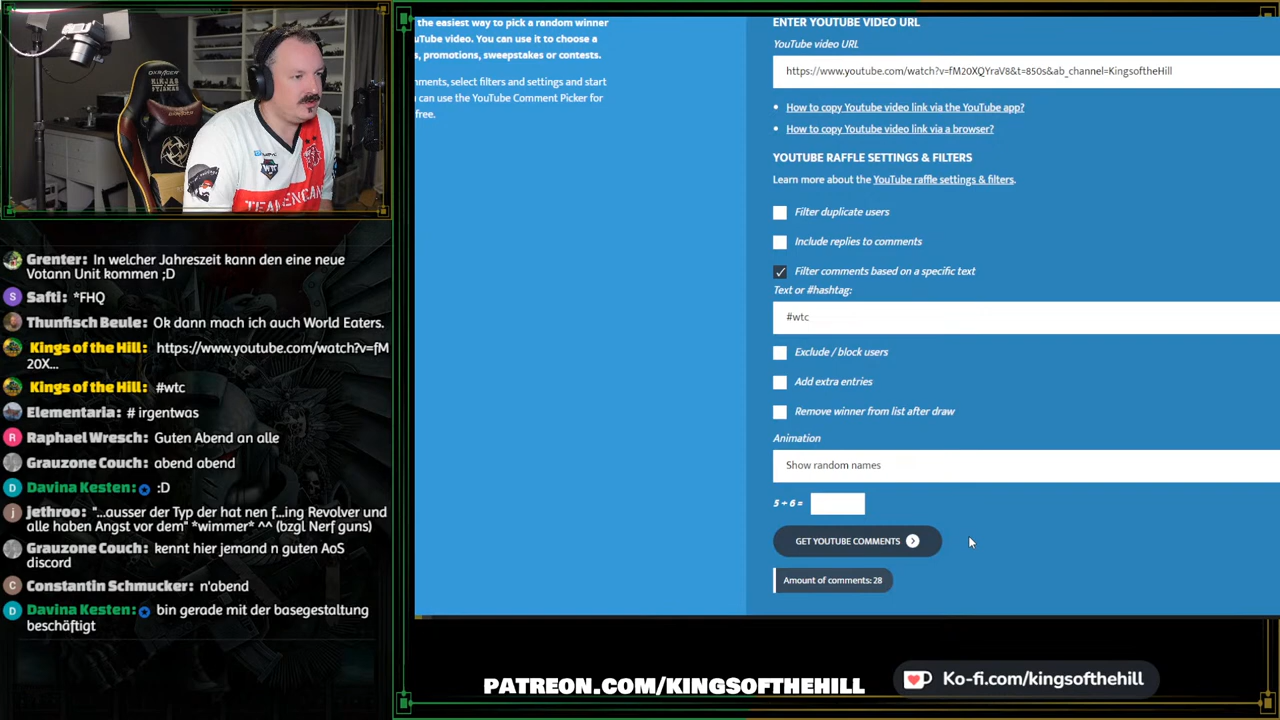 Grenter: In welcher Jahreszeit kann den eine neue
Votann Unit kommen ;D
S Safti: *FHQ
Thunfisch Beule: Ok dann mach ich auch World Eaters.
Kings of the Hill: https://www.youtube.com/watch?v=fM
20X...
Kings of the Hill: #wtc
Elementaria: # irgentwas
R Raphael Wresch: Guten Abend an alle
Grauzone Couch: abend abend
D Davina Kesten: :D
j jethroo: "...ausser der Typ der hat nen f...ing Revolver und
alle haben Angst vor dem" *wimmer* ^^ (bzgl Nerf guns)
Grauzone Couch: kennt hier jemand n guten AoS
discord
C Constantin Schmucker: n'abend
D Davina Kesten: bin gerade mit der basegestaltung
beschäftigt
the easiest way to pick a random winner
uTube video. You can use it to choose a
s, promotions, sweepstakes or contests.
mments, select filters and settings and start
can use the YouTube Comment Picker for
free.
ENTER YOUTUBE VIDEO URL
YouTube video URL
https://www.youtube.com/watch?v=fM20XQYraV8&t=850s&ab_channel=KingsoftheHill
How to copy Youtube video link via the YouTube app?
How to copy Youtube video link via a browser?
YOUTUBE RAFFLE SETTINGS & FILTERS
Learn more about the YouTube raffle settings & filters.
Filter duplicate users
Include replies to comments
Filter comments based on a specific text
Text or #hashtag:
#wtc
Exclude / block users
Add extra entries
Remove winner from list after draw
Animation
Show random names
5 + 6 =
GET YOUTUBE COMMENTS
Amount of comments: 28
PATREON.COM/KINGSOFTHEHILL
Ko-fi.com/kingsofthehill